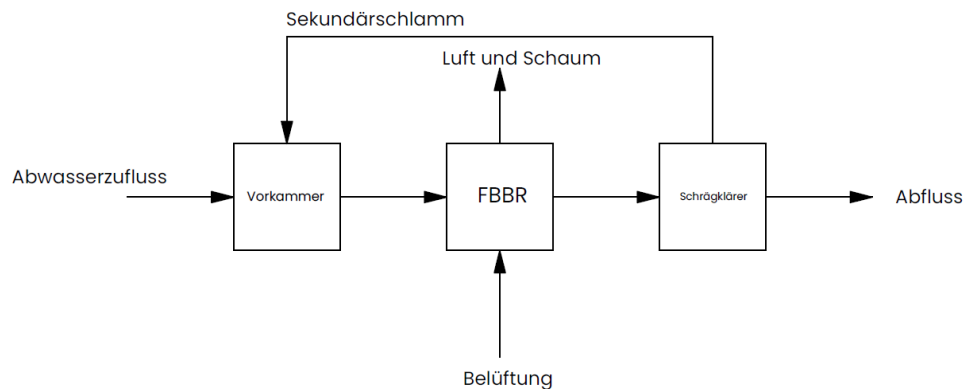 Sekundärschlamm
Luft und Schaum
Abwasserzufluss
Vorkammer
FBBR
Schrägklärer
Abfluss
Belüftung